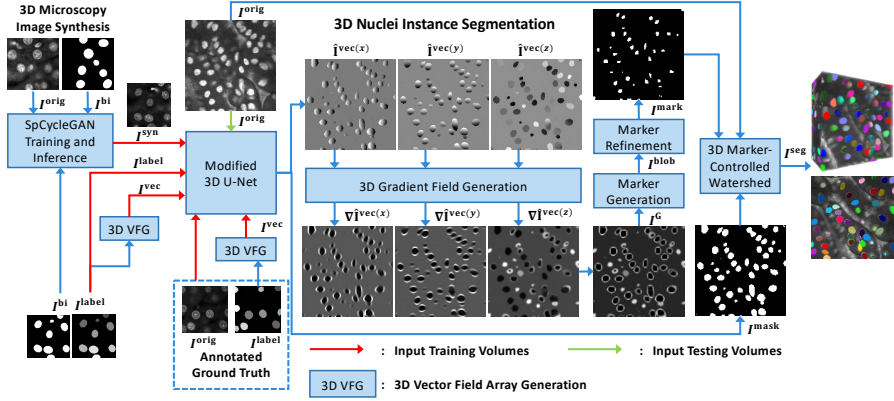 3D Microscopy
Image Synthesis
I^orig
I^bi
SpCycleGAN
Training and
Inference
I^syn
I^label
I^vec
3D VFG
I^bi
I^label
I^orig
I^orig
Modified
3D U-Net
I^vec
3D VFG
I^orig
I^label
Annotated
Ground Truth
3D Nuclei Instance Segmentation
Î^vec(x)
Î^vec(y)
Î^vec(z)
3D Gradient Field Generation
∇Î^vec(x)
∇Î^vec(y)
∇Î^vec(z)
I^mark
Marker
Refinement
I^blob
Marker
Generation
I^G
3D Marker-
Controlled
Watershed
I^seg
I^mask
: Input Training Volumes
: Input Testing Volumes
3D VFG : 3D Vector Field Array Generation